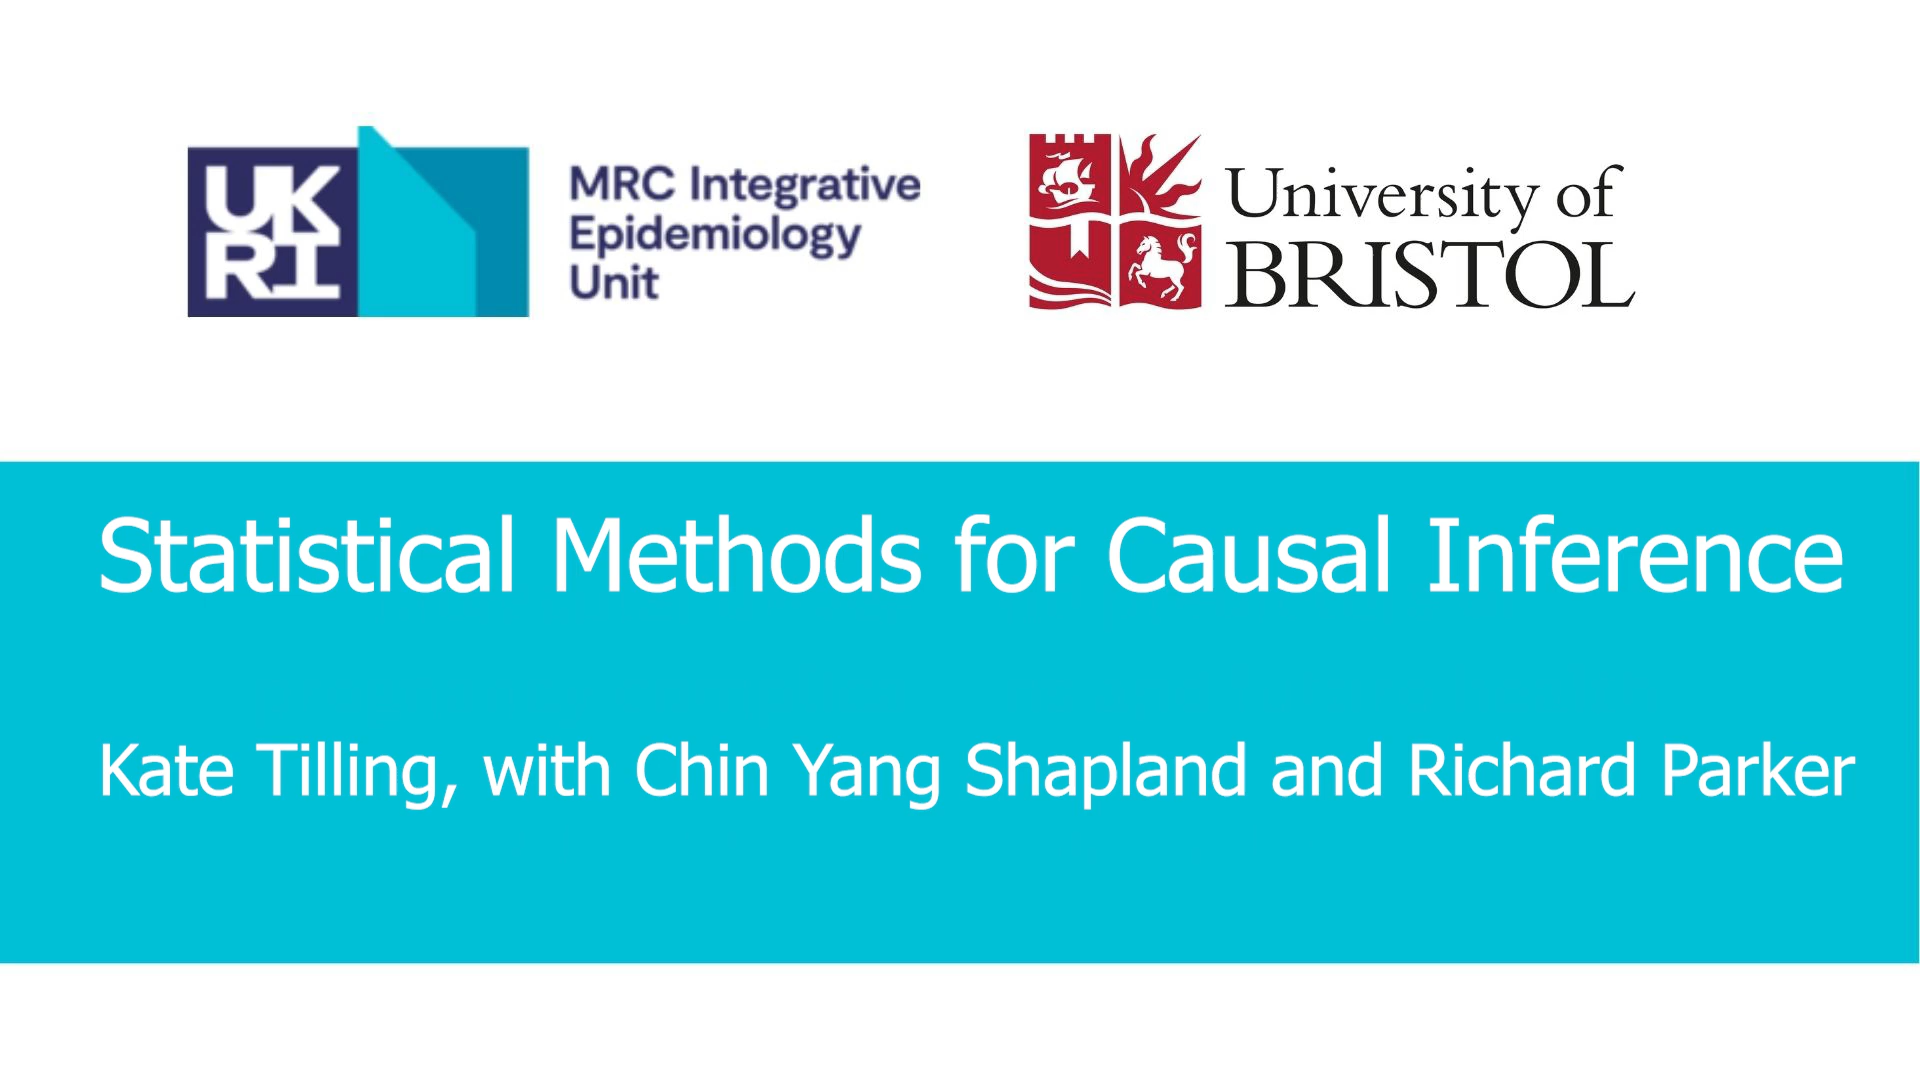 UK
RI
MRC Integrative
Epidemiology
Unit
University of
BRISTOL
Statistical Methods for Causal Inference
Kate Tilling, with Chin Yang Shapland and Richard Parker